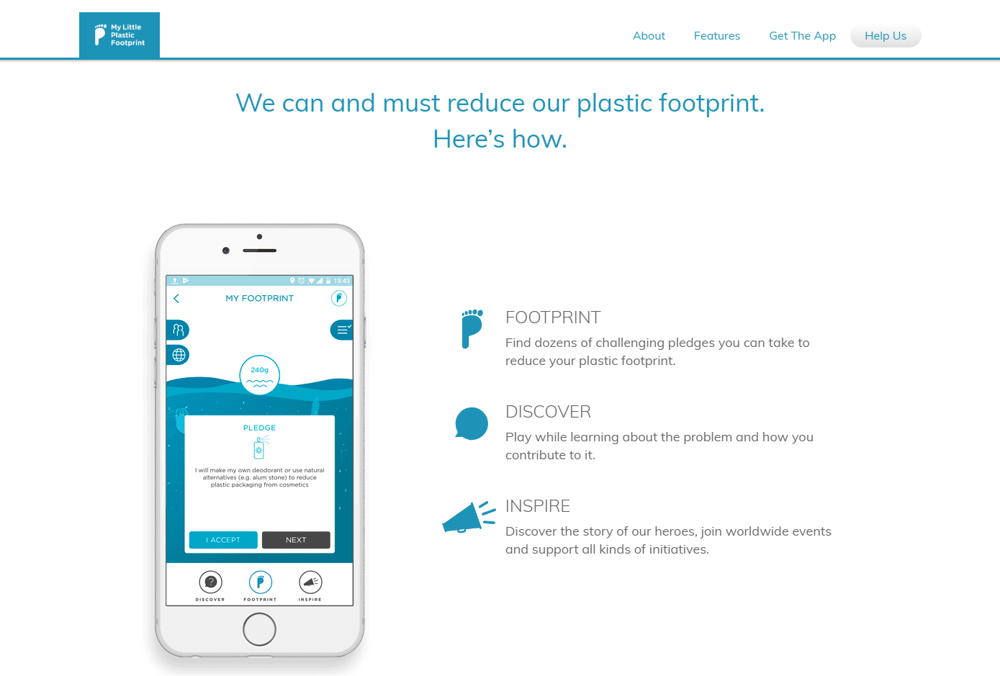 My Little
Plastic
Footprint
About
Features
Get The App
Help Us
We can and must reduce our plastic footprint.
Here’s how.
15:43
MY FOOTPRINT
240g
PLEDGE
I will make my own deodorant or use natural
alternatives (e.g. alum stone) to reduce
plastic packaging from cosmetics
I ACCEPT
NEXT
DISCOVER
FOOTPRINT
INSPIRE
FOOTPRINT
Find dozens of challenging pledges you can take to
reduce your plastic footprint.
DISCOVER
Play while learning about the problem and how you
contribute to it.
INSPIRE
Discover the story of our heroes, join worldwide events
and support all kinds of initiatives.